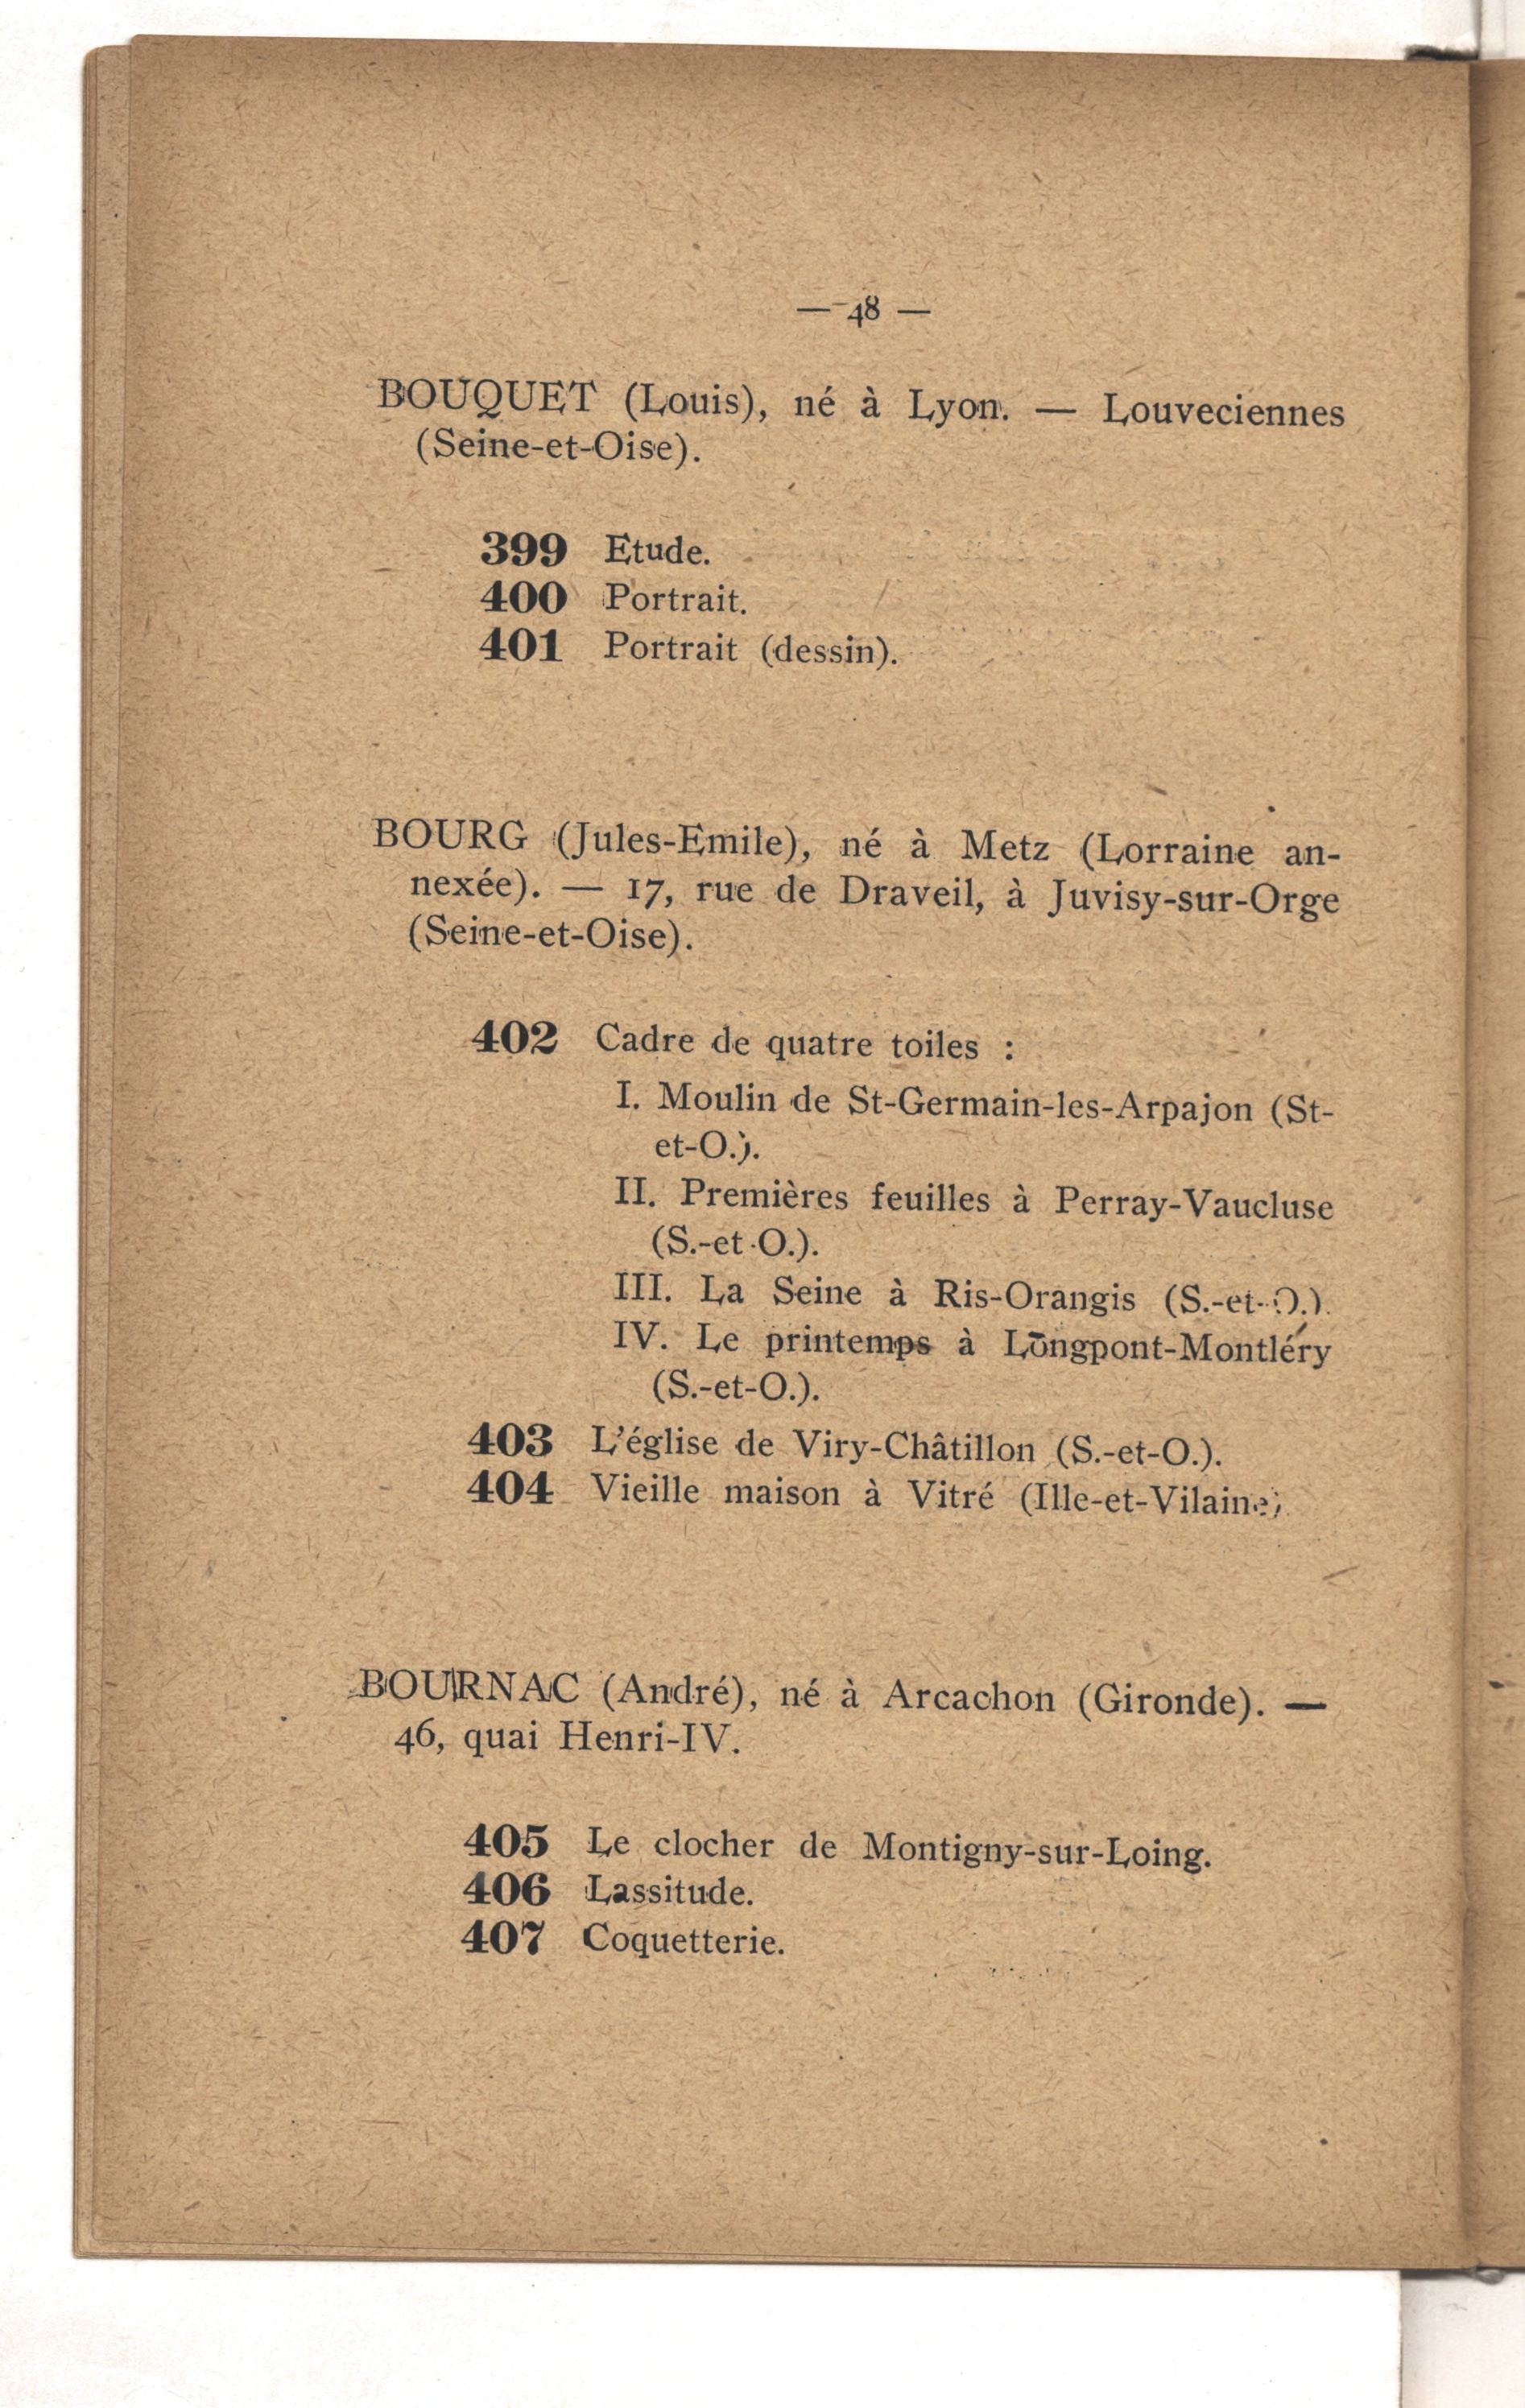 — 48 —
BOUQUET (Louis), né à Lyon. — Louveciennes
(Seine-et-Oise).
399 Etude.
400 Portrait.
401 Portrait (dessin).
BOURG (Jules-Emile), né à Metz (Lorraine an-
nexée). — 17, rue de Draveil, à Juvisy-sur-Orge
(Seine-et-Oise).
402 Cadre de quatre toiles :
I. Moulin de St-Germain-les-Arpajon (St-
et-O.).
II. Premières feuilles à Perray-Vaucluse
(S.-et-O.).
III. La Seine à Ris-Orangis (S.-et-O.).
IV. Le printemps à Longpont-Montléry
(S.-et-O.).
403 L'église de Viry-Châtillon (S.-et-O.).
404 Vieille maison à Vitré (Ille-et-Vilaine)
BOURNAC (André), né à Arcachon (Gironde). —
46, quai Henri-IV.
405 Le clocher de Montigny-sur-Loing.
406 Lassitude.
407 Coquetterie.